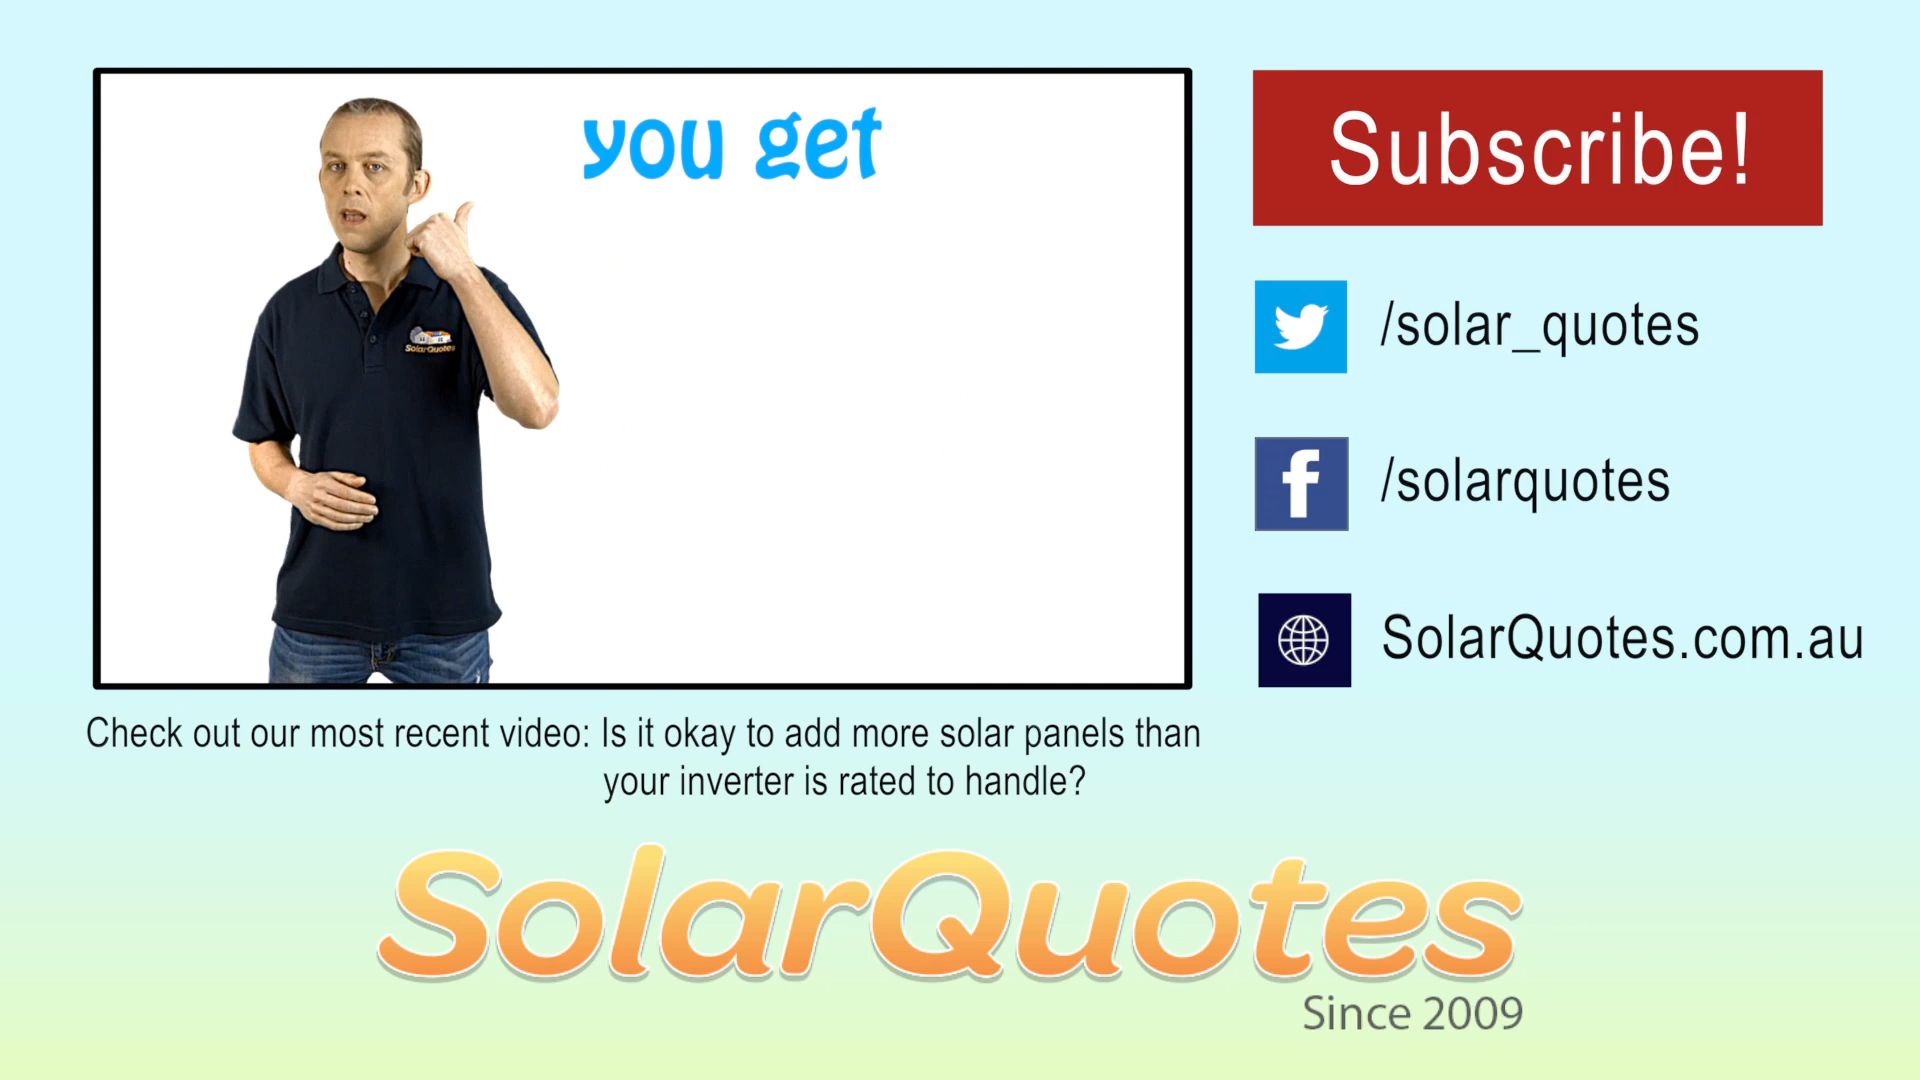 you get
SolarQuotes
Subscribe!
/solar_quotes
/solarquotes
SolarQuotes.com.au
Check out our most recent video: Is it okay to add more solar panels than
your inverter is rated to handle?
SolarQuotes
Since 2009